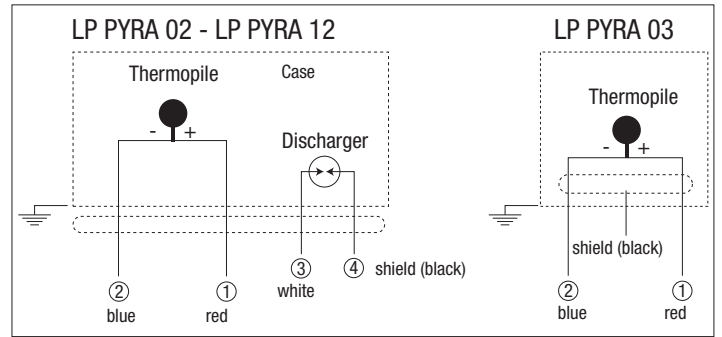 LP PYRA 02 - LP PYRA 12
Thermopile
Case
- +
Discharger
② ① ③ ④ shield (black)
blue red white
LP PYRA 03
Thermopile
- +
shield (black)
② ①
blue red